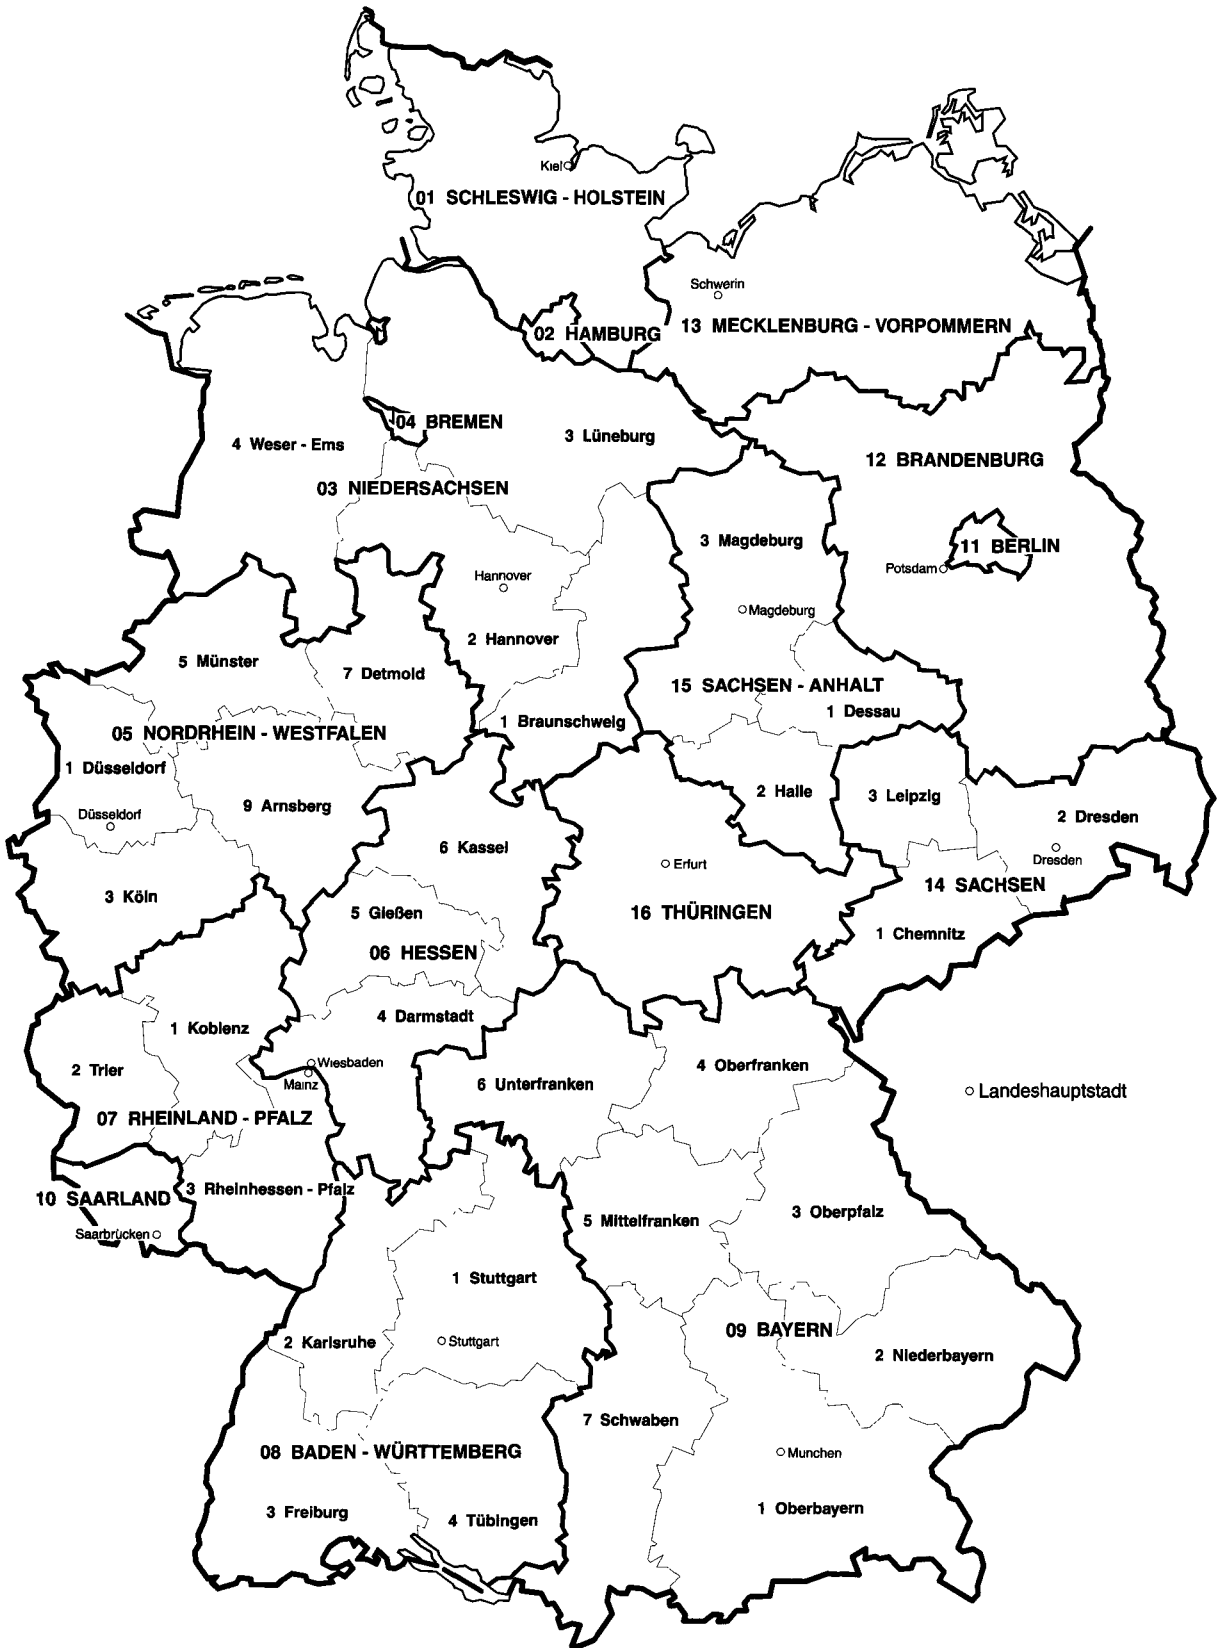 Kiel
01 SCHLESWIG - HOLSTEIN
Schwerin
02 HAMBURG
13 MECKLENBURG - VORPOMMERN
04 BREMEN
3 Lüneburg
4 Weser - Ems
12 BRANDENBURG
03 NIEDERSACHSEN
3 Magdeburg
11 BERLIN
Potsdam
Hannover
Magdeburg
2 Hannover
5 Münster
7 Detmold
15 SACHSEN - ANHALT
1 Dessau
1 Braunschweig
05 NORDRHEIN - WESTFALEN
1 Düsseldorf
2 Halle
3 Leipzig
9 Arnsberg
Düsseldorf
2 Dresden
6 Kassel
Erfurt
Dresden
14 SACHSEN
3 Köln
5 Gießen
16 THÜRINGEN
1 Chemnitz
06 HESSEN
4 Darmstadt
1 Koblenz
Wiesbaden
2 Trier
4 Oberfranken
Mainz
6 Unterfranken
Landeshauptstadt
07 RHEINLAND - PFALZ
3 Rheinhessen - Pfalz
10 SAARLAND
3 Oberpfalz
5 Mittelfranken
Saarbrücken
1 Stuttgart
09 BAYERN
2 Karlsruhe
Stuttgart
2 Niederbayern
7 Schwaben
08 BADEN - WÜRTTEMBERG
Munchen
1 Oberbayern
3 Freiburg
4 Tübingen